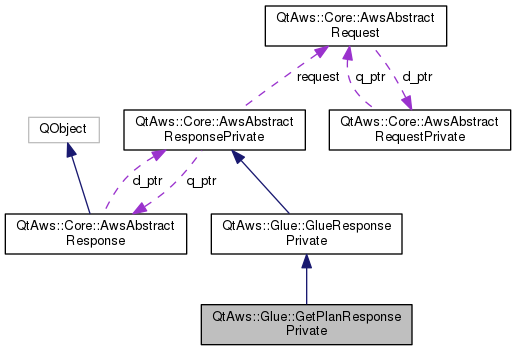 QtAws::Core::AwsAbstract
Request
request
q_ptr
d_ptr
QObject
QtAws::Core::AwsAbstract
ResponsePrivate
QtAws::Core::AwsAbstract
RequestPrivate
d_ptr
q_ptr
QtAws::Core::AwsAbstract
Response
QtAws::Glue::GlueResponse
Private
QtAws::Glue::GetPlanResponse
Private